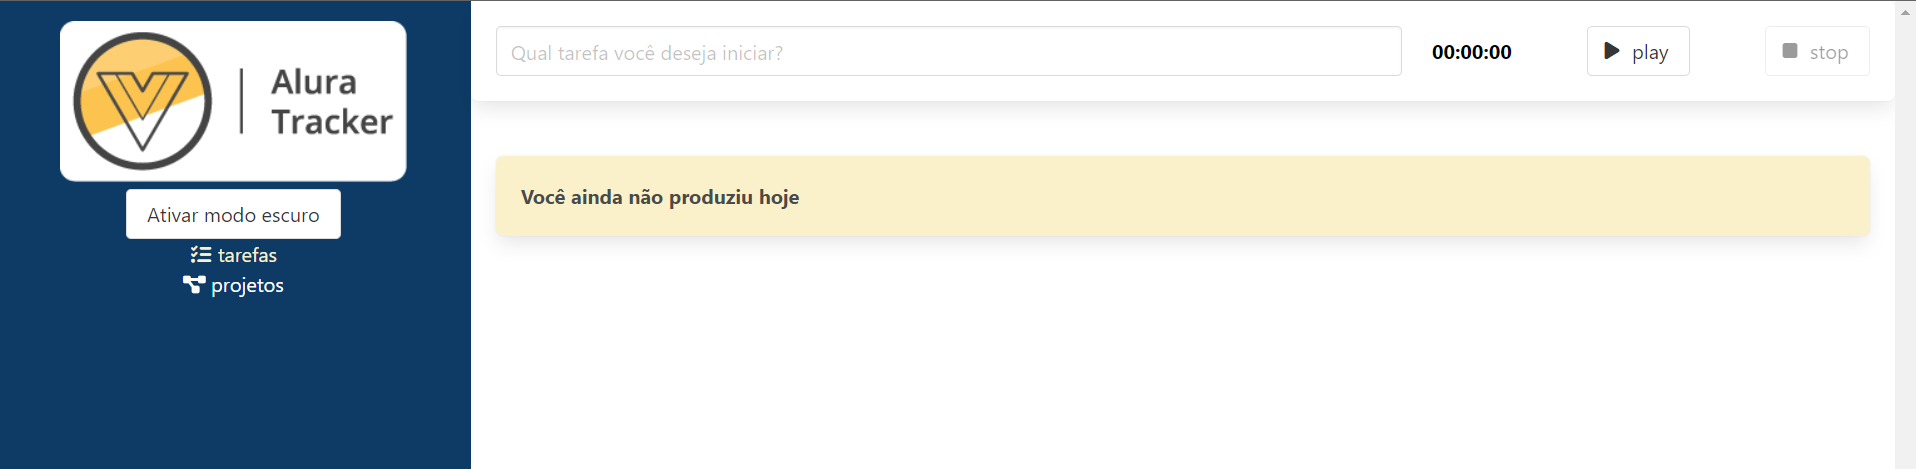 Alura
Tracker
Ativar modo escuro
tarefas
projetos
Qual tarefa você deseja iniciar?
00:00:00
play
stop
Você ainda não produziu hoje